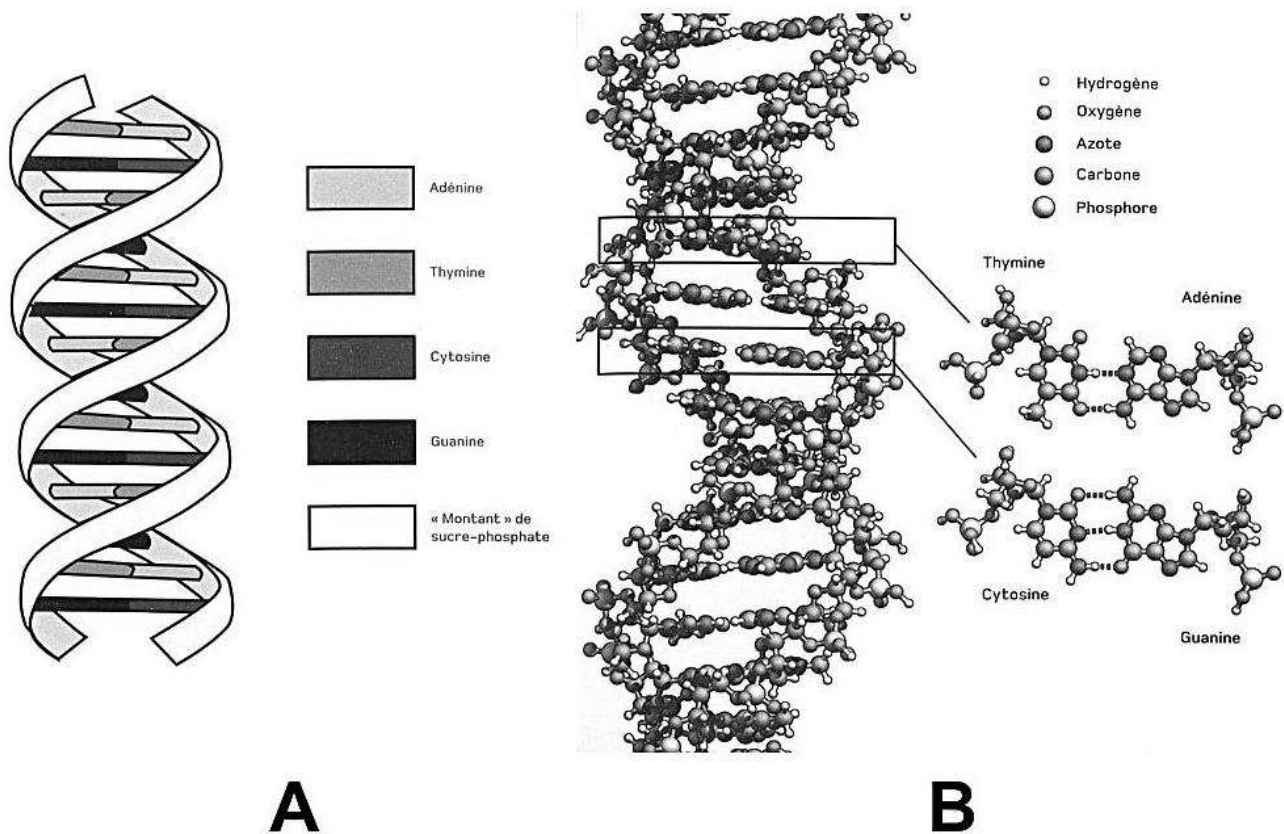 Adénine
Thymine
Cytosine
Guanine
« Montant » de
sucre-phosphate
Hydrogène
Oxygène
Azote
Carbone
Phosphore
Thymine
Adénine
Cytosine
Guanine
A
B